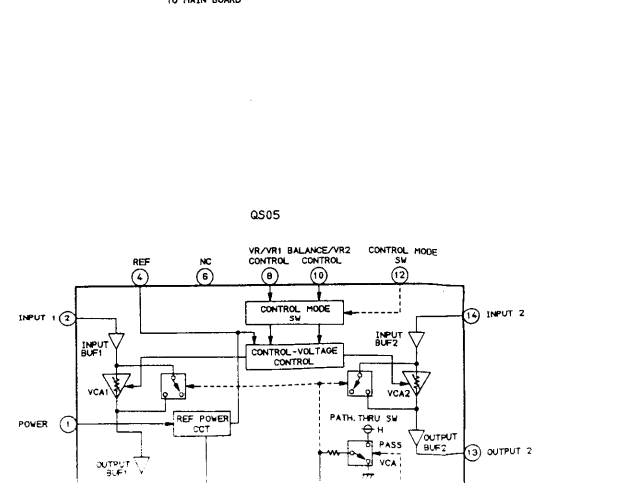 TO MAIN BOARD
QS05
VR/VR1 BALANCE/VR2 CONTROL MODE
REF NC CONTROL CONTROL SW
4 6 8 10 12
CONTROL MODE
SW
INPUT 1 2
14 INPUT 2
INPUT
BUF1
INPUT
BUF2
CONTROL-VOLTAGE
CONTROL
VCA1
VCA2
POWER 1
REF POWER
CCT
PATH.THRU SW
H
PASS
VCA
OUTPUT
BUF2
13 OUTPUT 2
OUTPUT
BUF1